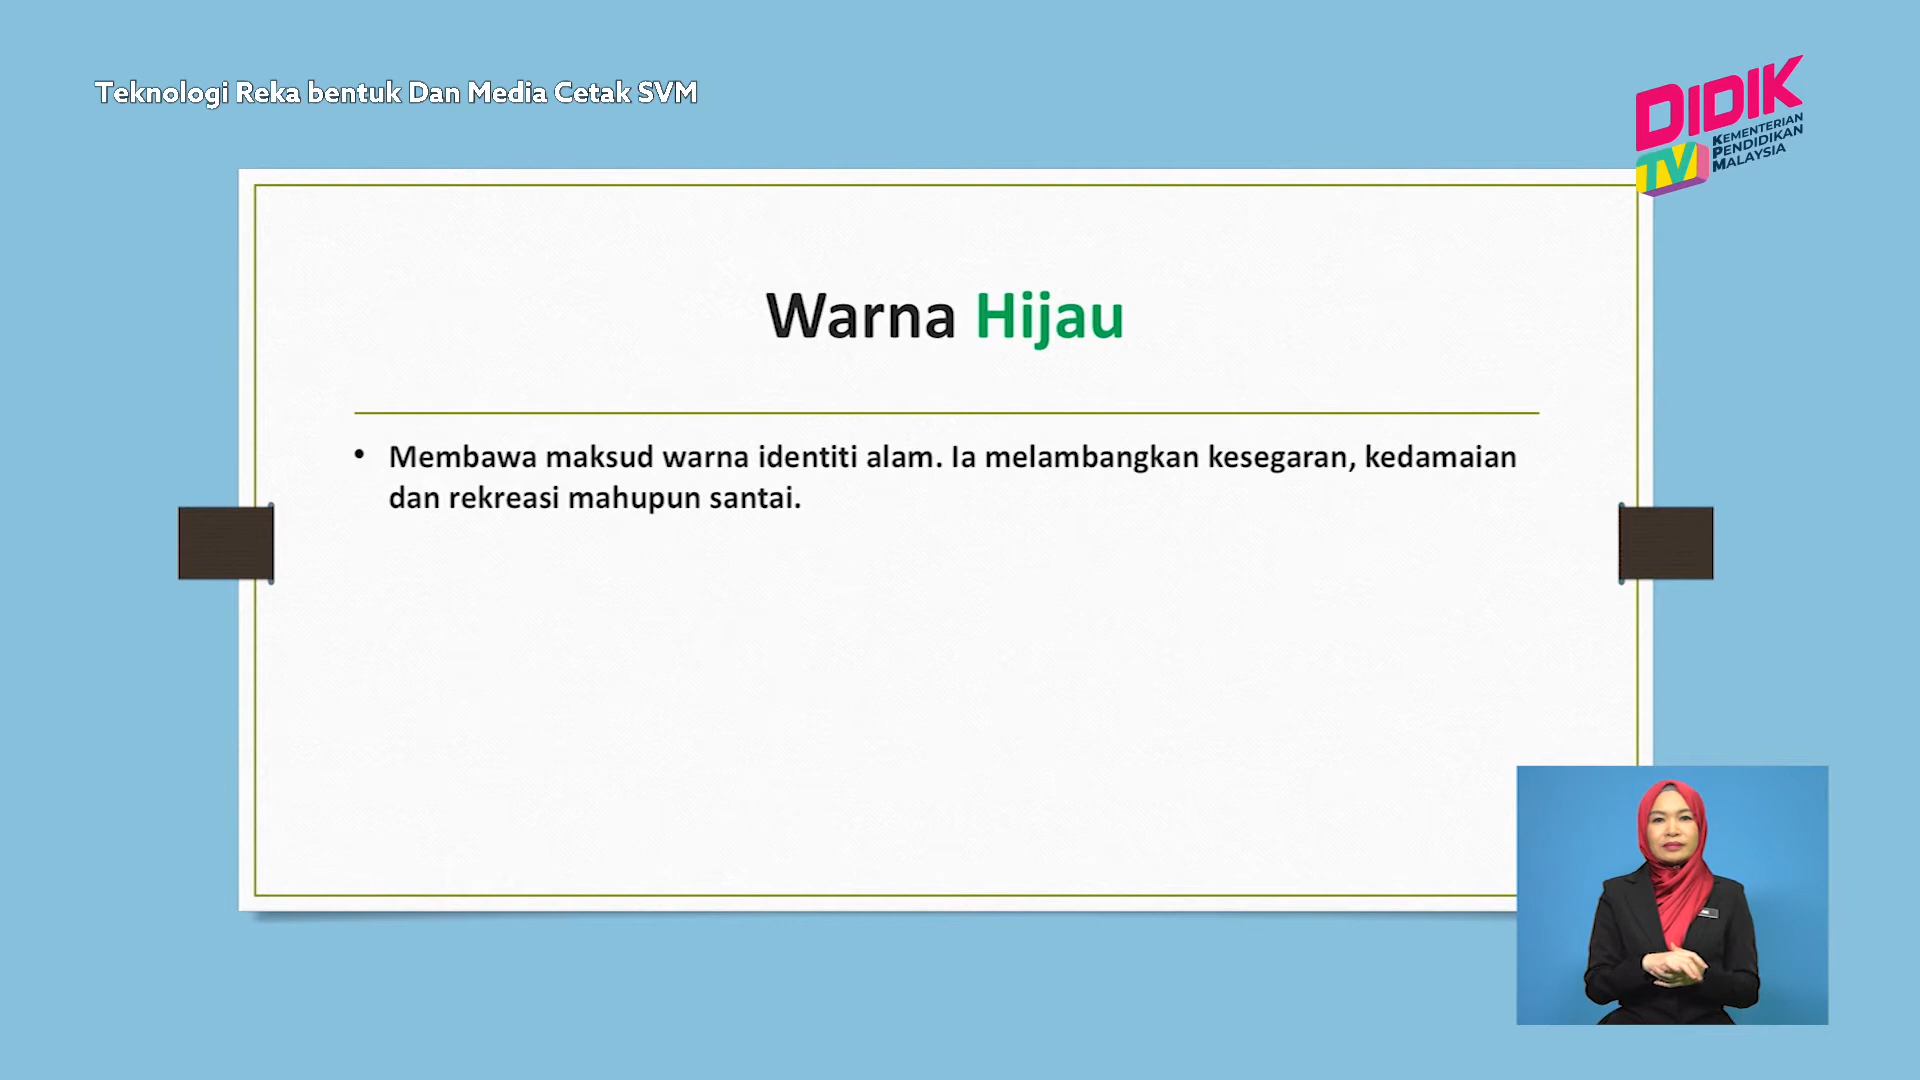 Teknologi Reka bentuk Dan Media Cetak SVM
DIDIK
TV
KEMENTERIAN
PENDIDIKAN
MALAYSIA
Warna Hijau
• Membawa maksud warna identiti alam. Ia melambangkan kesegaran, kedamaian
dan rekreasi mahupun santai.